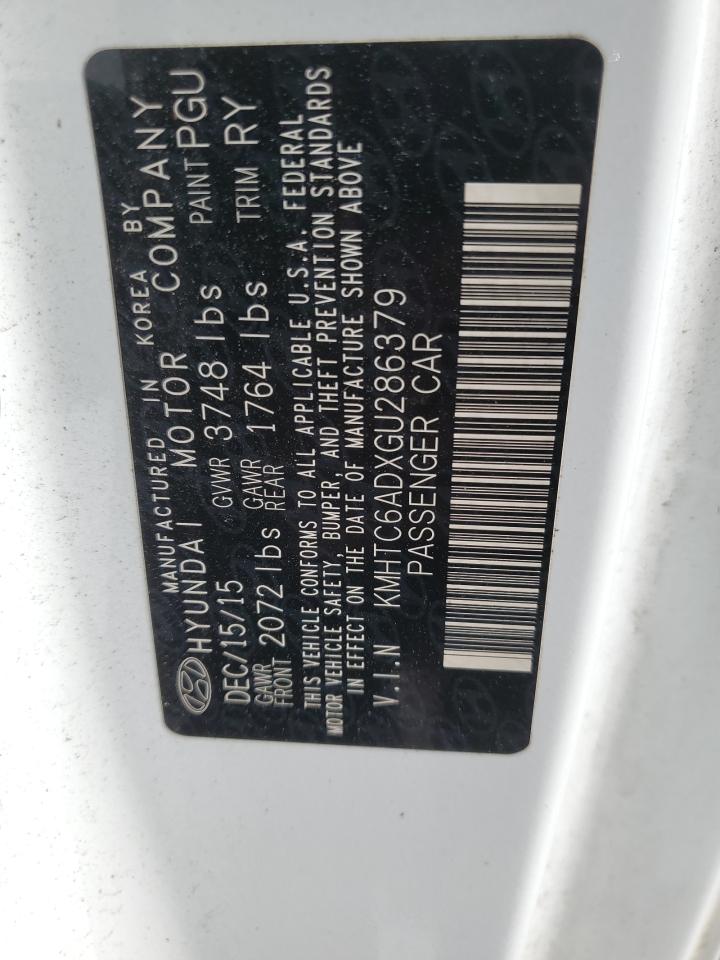 MANUFACTURED IN KOREA BY
HYUNDAI MOTOR COMPANY
DEC/15/15 GVWR 3748 lbs PAINT PGU
GAWR FRONT 2072 lbs GAWR REAR 1764 lbs TRIM RY
THIS VEHICLE CONFORMS TO ALL APPLICABLE U.S.A. FEDERAL
MOTOR VEHICLE SAFETY, BUMPER, AND THEFT PREVENTION STANDARDS
IN EFFECT ON THE DATE OF MANUFACTURE SHOWN ABOVE
V.I.N KMHTC6ADXGU286379
PASSENGER CAR